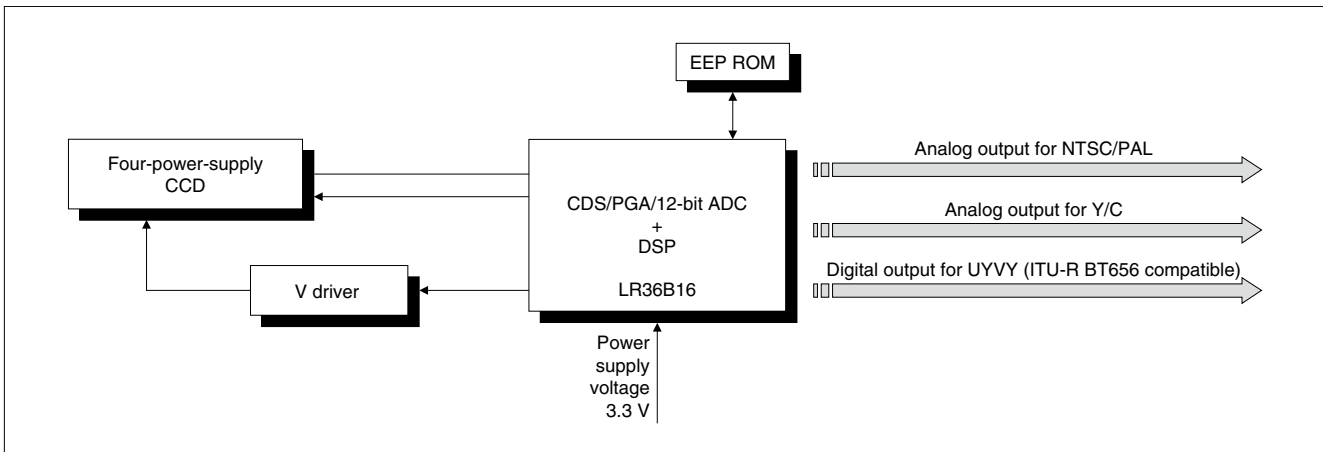 EEP ROM
Four-power-supply
CCD
CDS/PGA/12-bit ADC
+
DSP
LR36B16
V driver
Power
supply
voltage
3.3 V
Analog output for NTSC/PAL
Analog output for Y/C
Digital output for UYVY (ITU-R BT656 compatible)